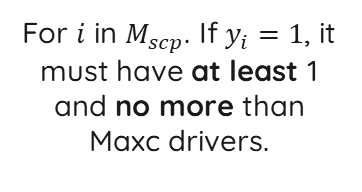 For i in M_scp. If y_i = 1, it
must have at least 1
and no more than
Maxc drivers.